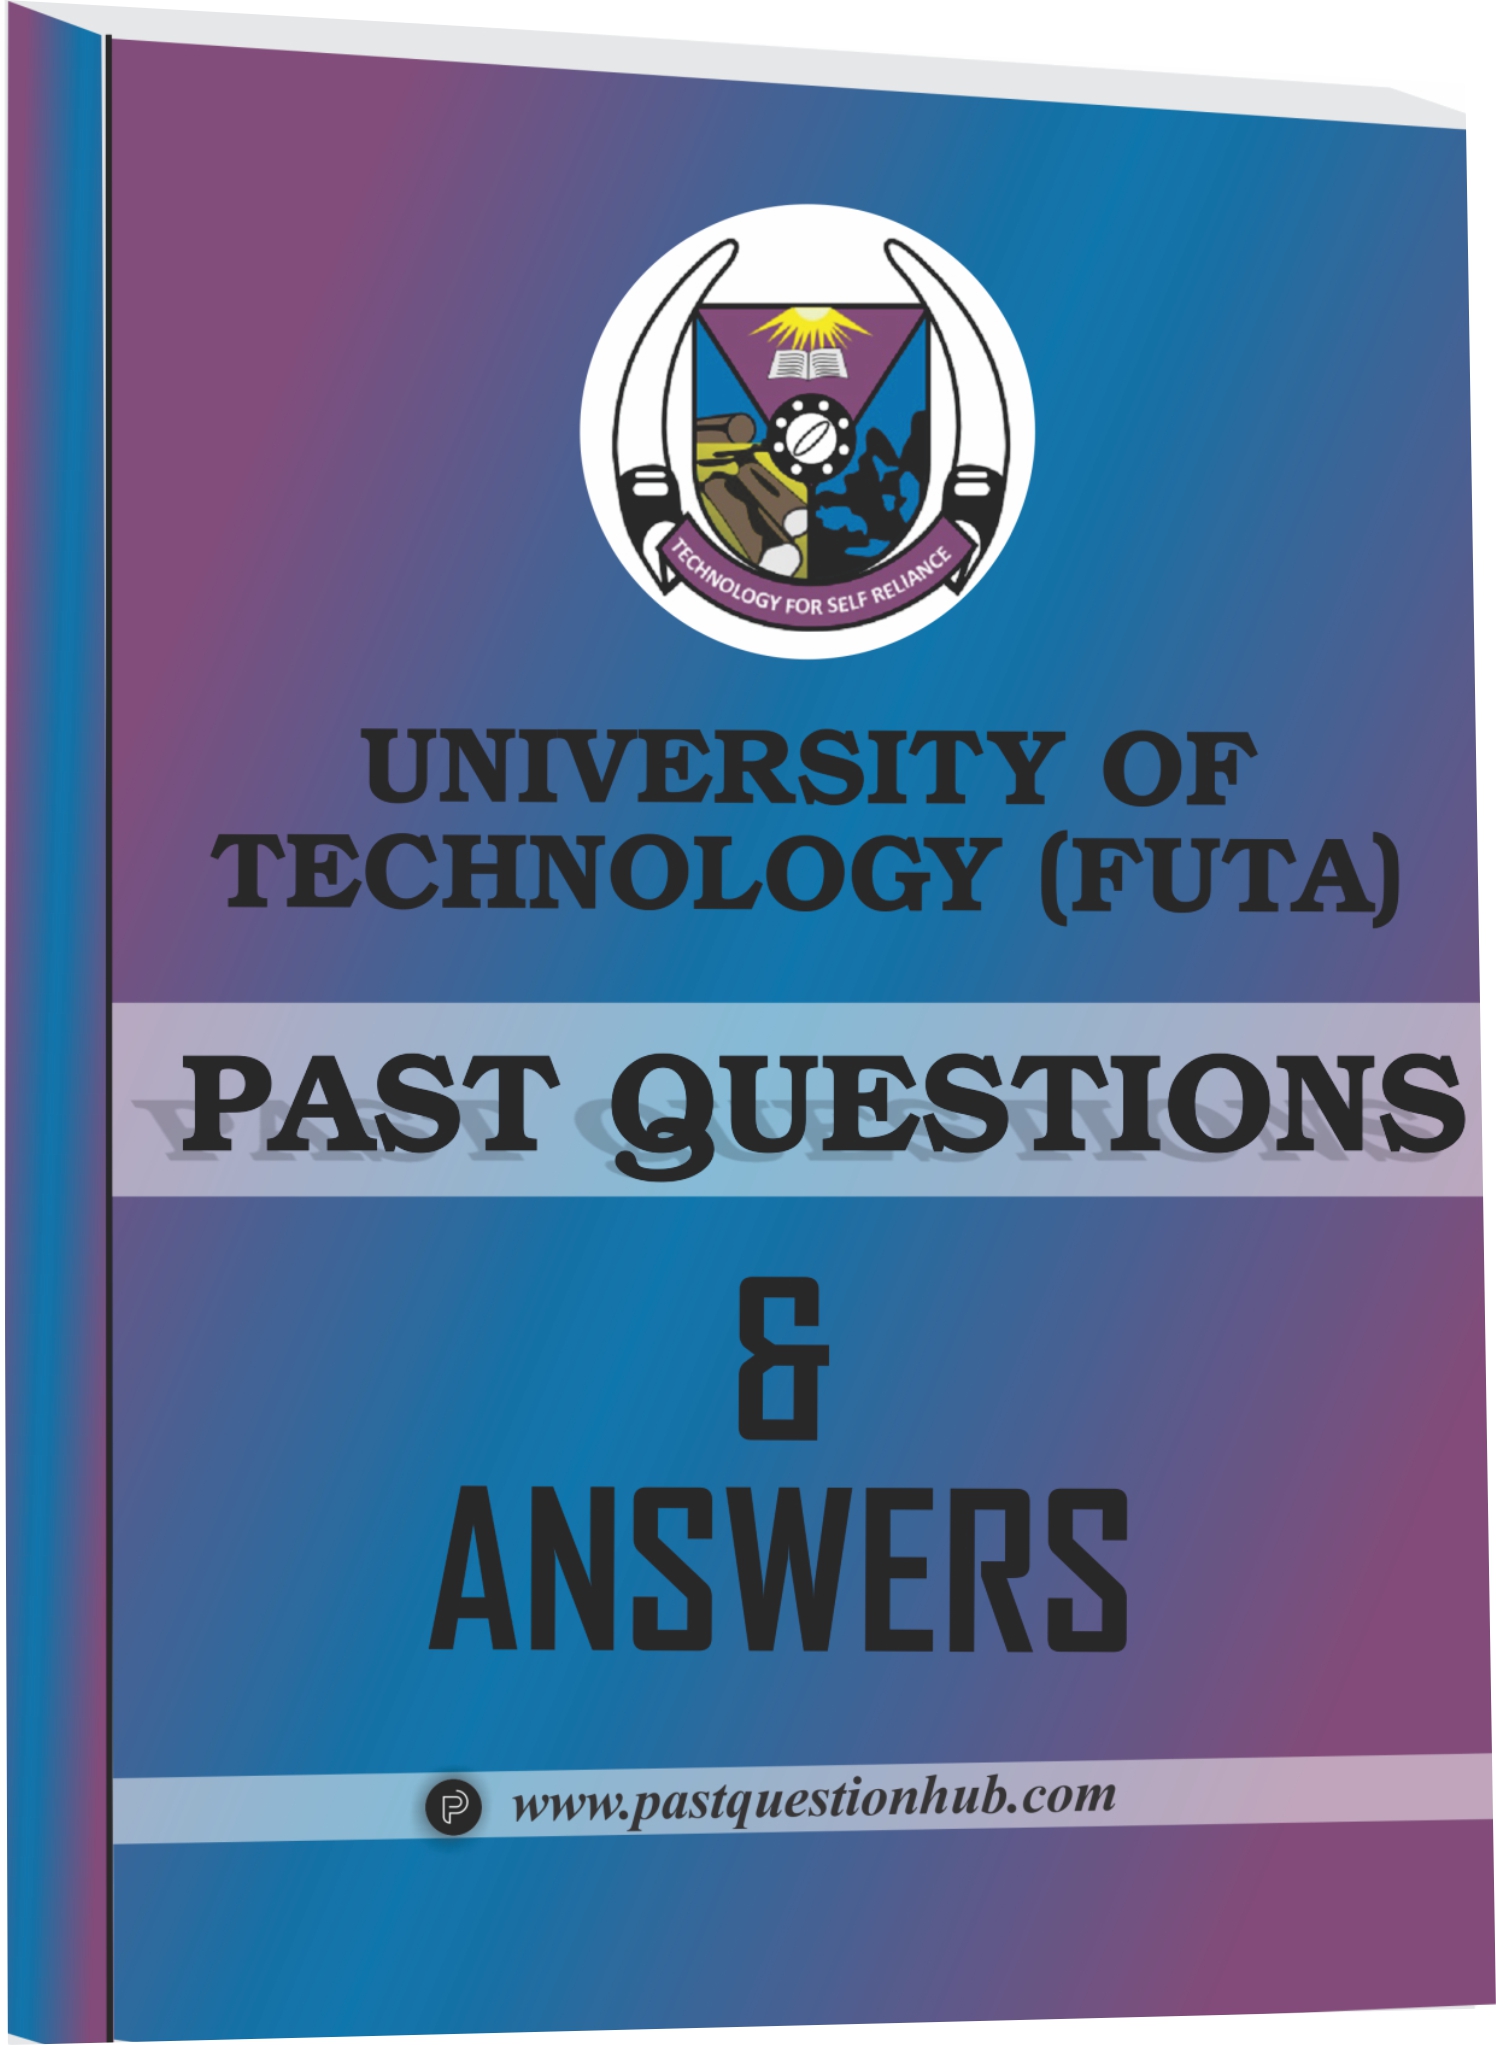 TECHNOLOGY FOR SELF RELIANCE
UNIVERSITY OF
TECHNOLOGY (FUTA)
PAST QUESTIONS
&
ANSWERS
www.pastquestionhub.com